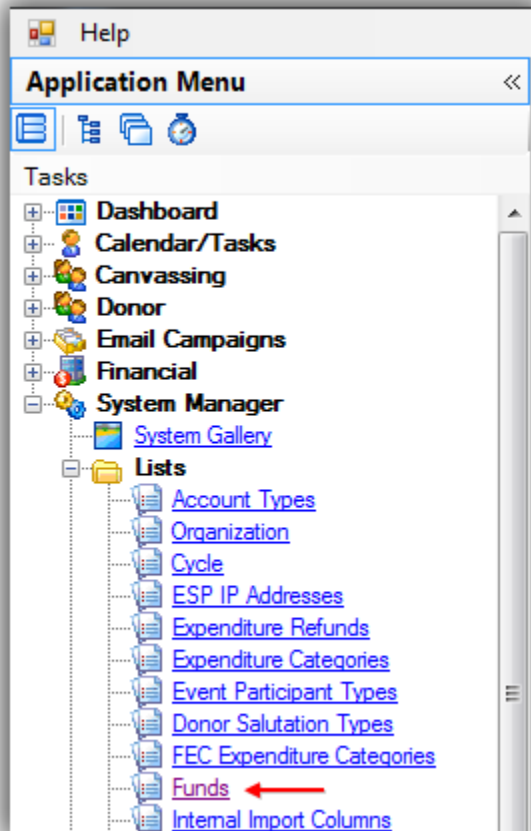 Help
Application Menu
Tasks
Dashboard
Calendar/Tasks
Canvassing
Donor
Email Campaigns
Financial
System Manager
System Gallery
Lists
Account Types
Organization
Cycle
ESP IP Addresses
Expenditure Refunds
Expenditure Categories
Event Participant Types
Donor Salutation Types
FEC Expenditure Categories
Funds
Internal Import Columns